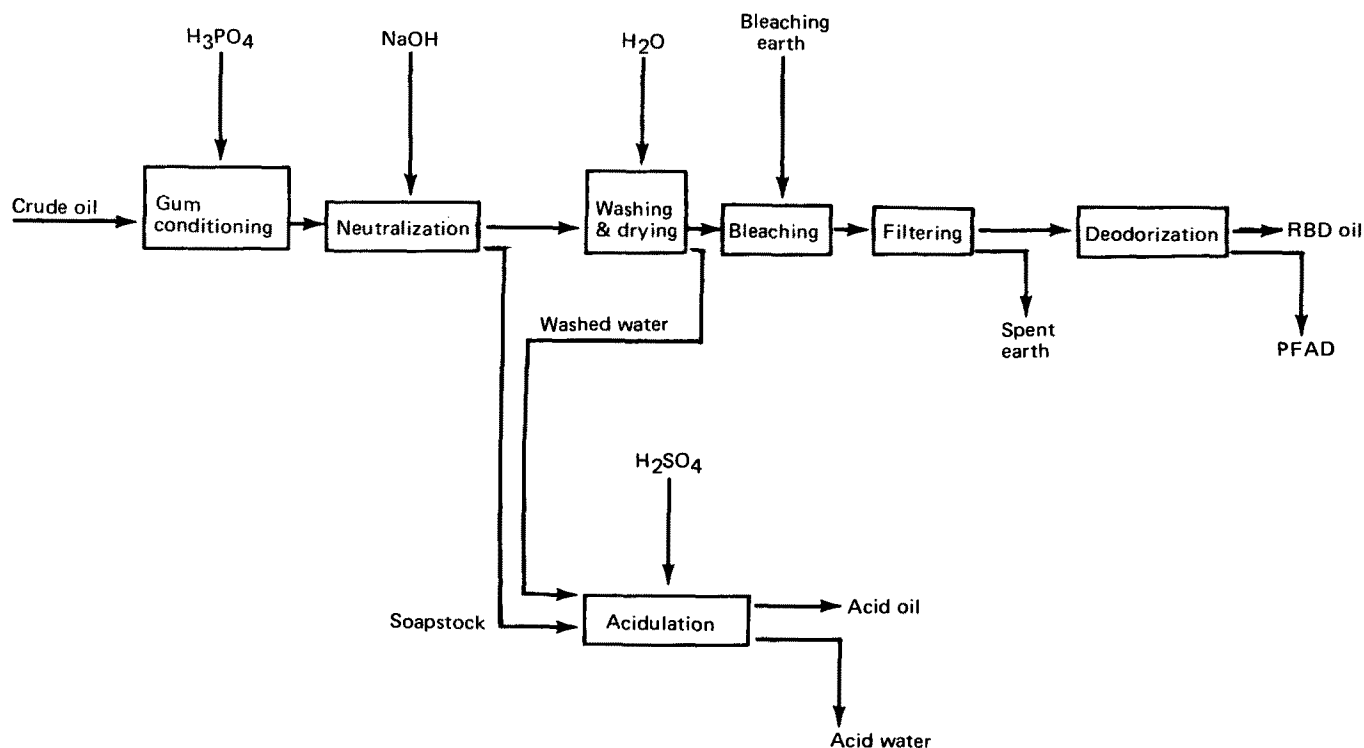 H3PO4
NaOH
H2O
Bleaching
earth
Crude oil
Gum
conditioning
Neutralization
Washing
& drying
Bleaching
Filtering
Deodorization
RBD oil
Washed water
Spent
earth
PFAD
H2SO4
Soapstock
Acidulation
Acid oil
Acid water